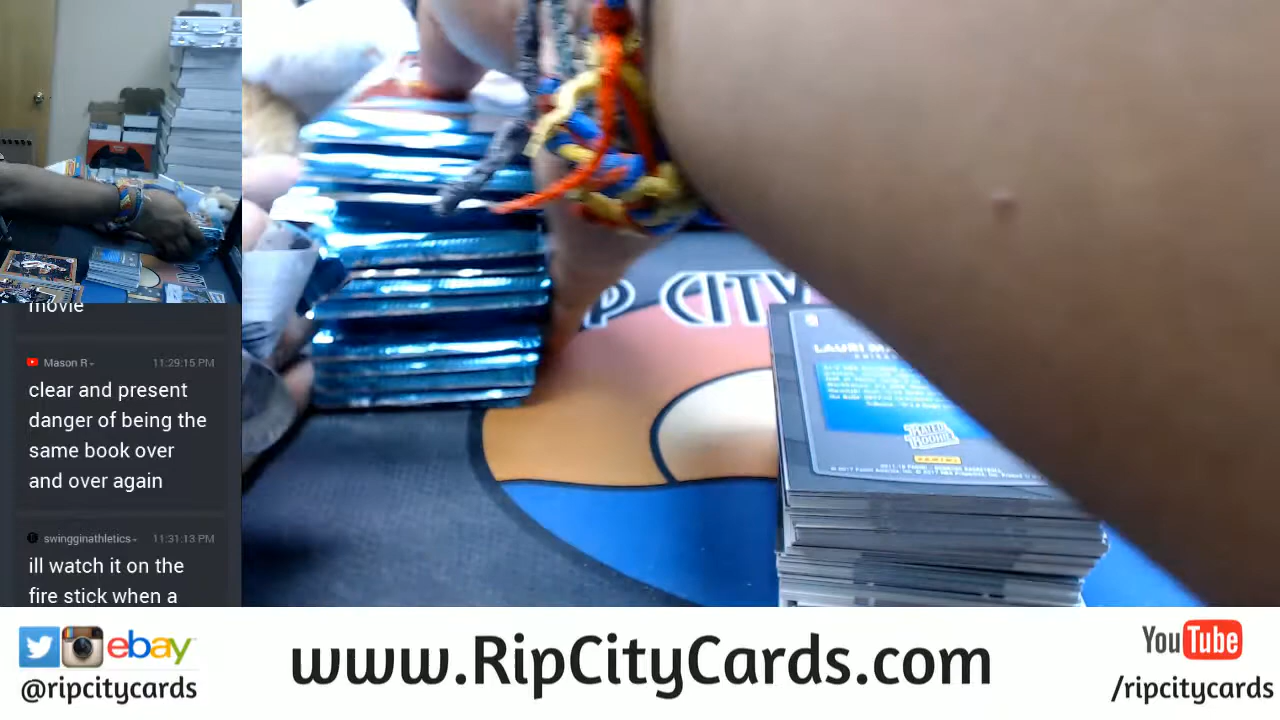 movie
Mason R
11:29:15 PM
clear and present
danger of being the
same book over
and over again
swingginathletics
11:31:13 PM
ill watch it on the
fire stick when a
RIP CITY
LAURI
PANINI
ebay
@ripcitycards
www.RipCityCards.com
YouTube
/ripcitycards